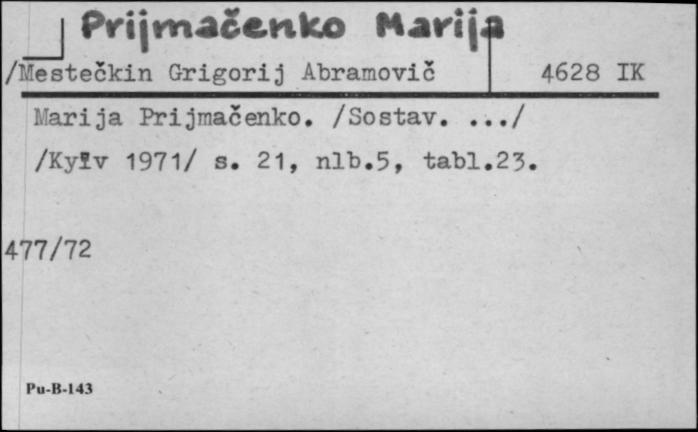 Prijmačenko Marija
/Mestečkin Grigorij Abramovič 4628 IK
Marija Prijmačenko. /Sostav. .../
/Kyïv 1971/ s. 21, nlb.5, tabl.23.
477/72
Pu-B-143